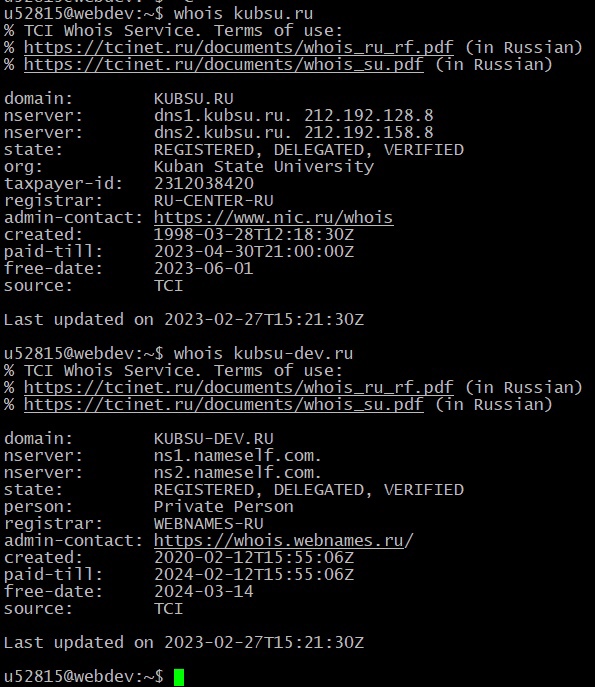 u52815@webdev:~$ whois kubsu.ru
% TCI Whois Service. Terms of use:
% https://tcinet.ru/documents/whois_ru_rf.pdf (in Russian)
% https://tcinet.ru/documents/whois_su.pdf (in Russian)
domain: KUBSU.RU
nserver: dns1.kubsu.ru. 212.192.128.8
nserver: dns2.kubsu.ru. 212.192.158.8
state: REGISTERED, DELEGATED, VERIFIED
org: Kuban State University
taxpayer-id: 2312038420
registrar: RU-CENTER-RU
admin-contact: https://www.nic.ru/whois
created: 1998-03-28T12:18:30Z
paid-till: 2023-04-30T21:00:00Z
free-date: 2023-06-01
source: TCI
Last updated on 2023-02-27T15:21:30Z
u52815@webdev:~$ whois kubsu-dev.ru
% TCI Whois Service. Terms of use:
% https://tcinet.ru/documents/whois_ru_rf.pdf (in Russian)
% https://tcinet.ru/documents/whois_su.pdf (in Russian)
domain: KUBSU-DEV.RU
nserver: ns1.nameself.com.
nserver: ns2.nameself.com.
state: REGISTERED, DELEGATED, VERIFIED
person: Private Person
registrar: WEBNAMES-RU
admin-contact: https://whois.webnames.ru/
created: 2020-02-12T15:55:06Z
paid-till: 2024-02-12T15:55:06Z
free-date: 2024-03-14
source: TCI
Last updated on 2023-02-27T15:21:30Z
u52815@webdev:~$